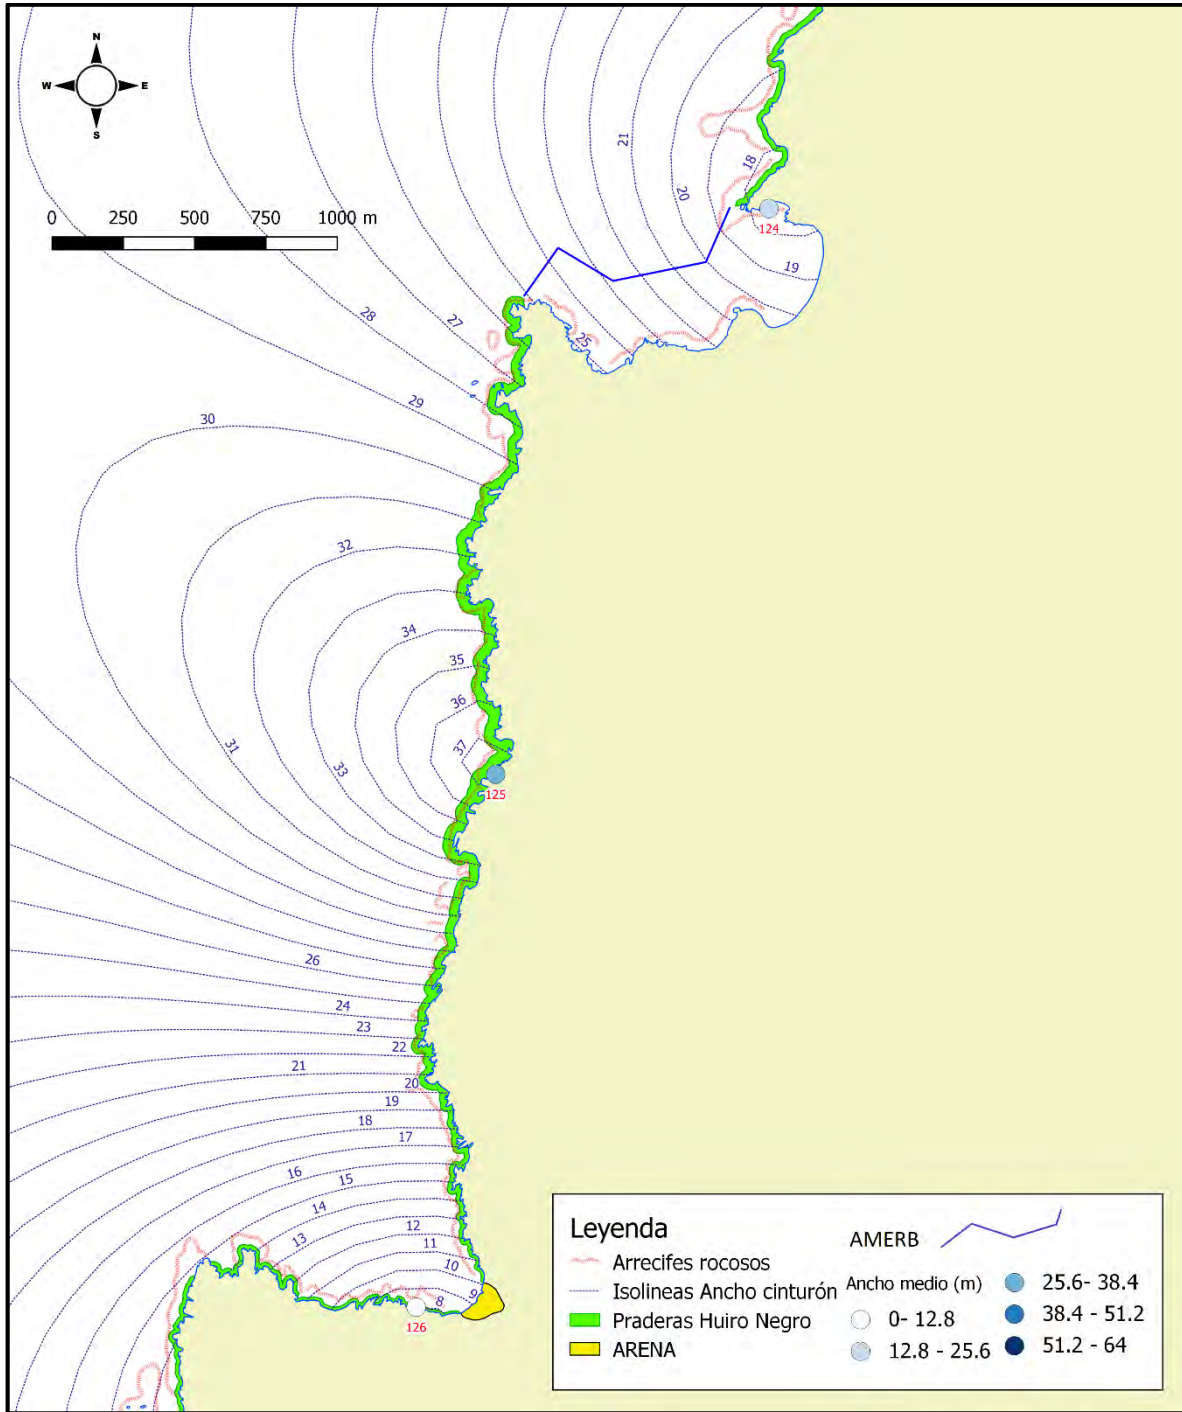 N
W E
S
0 250 500 750 1000 m
21
18
20
124
19
28
27
25
29
30
32
34
35
36
37
31
33
125
26
24
23
22
21
20
19
18
17
16
15
14
13
12
11
10
9
8
126
Leyenda
Arrecifes rocosos
Isolineas Ancho cinturón
Praderas Huiro Negro
ARENA
AMERB
Ancho medio (m)
0- 12.8
12.8 - 25.6
25.6- 38.4
38.4 - 51.2
51.2 - 64